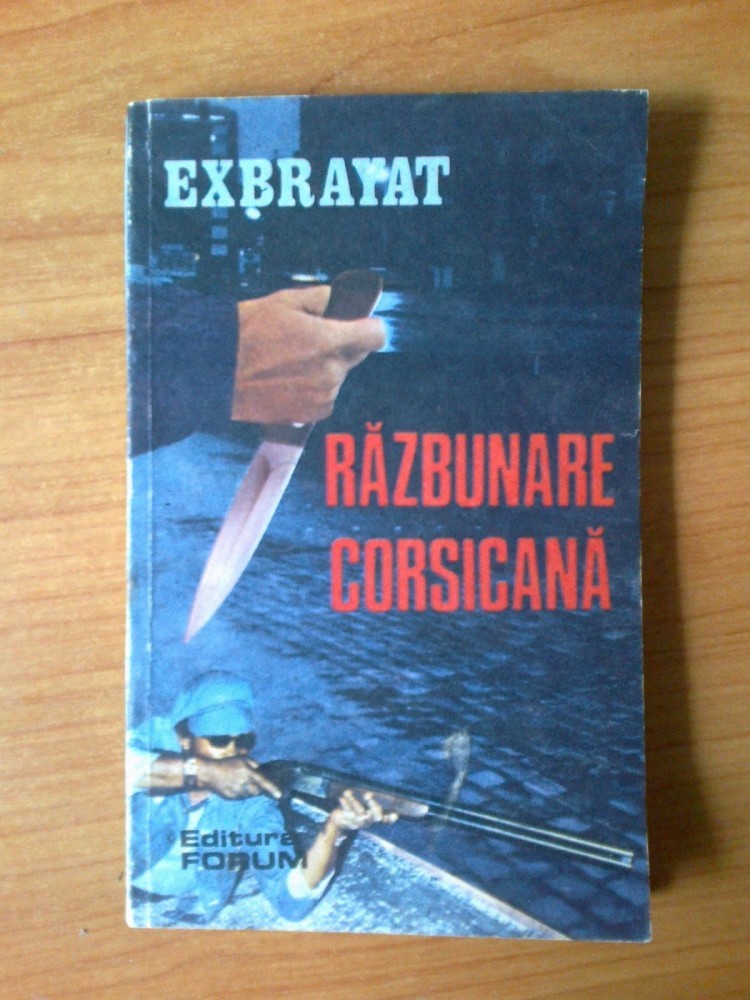 EXBRAYAT
RĂZBUNARE
CORSICANĂ
Editura
FORUM